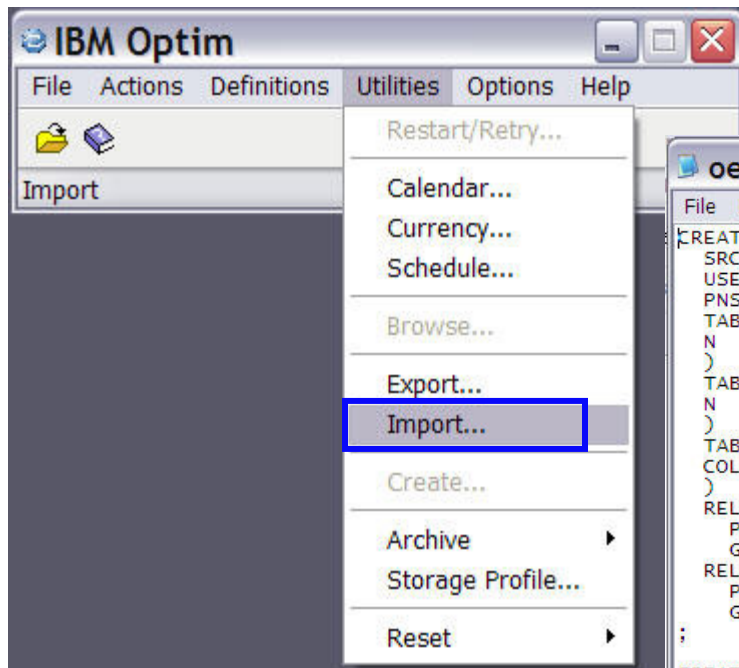 IBM Optim
File Actions Definitions Utilities Options Help
Import
Restart/Retry...
Calendar...
Currency...
Schedule...
Browse...
Export...
Import...
Create...
Archive
Storage Profile...
Reset
oe
File
CREAT
SRC
USE
PNS
TAB
N
)
TAB
N
)
TAB
COL
)
REL
P
G
REL
P
G
;